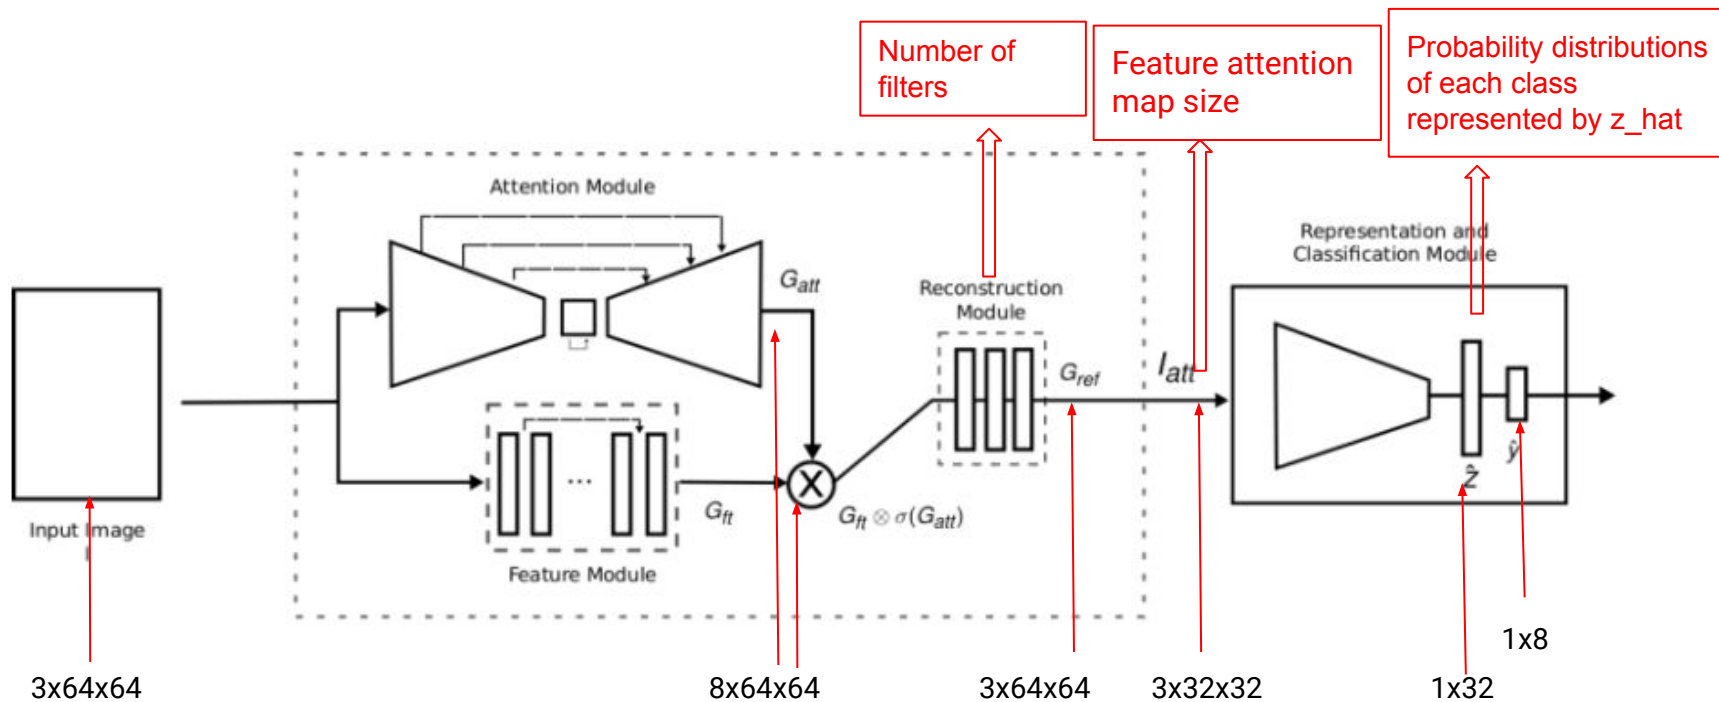 Number of
filters
Feature attention
map size
Probability distributions
of each class
represented by z_hat
Attention Module
G_att
Representation and
Classification Module
Reconstruction
Module
G_ref
I_att
G_ft
G_ft ⊗ σ(G_att)
Feature Module
Input Image
I
ẑ
ŷ
3x64x64
8x64x64
3x64x64
3x32x32
1x32
1x8